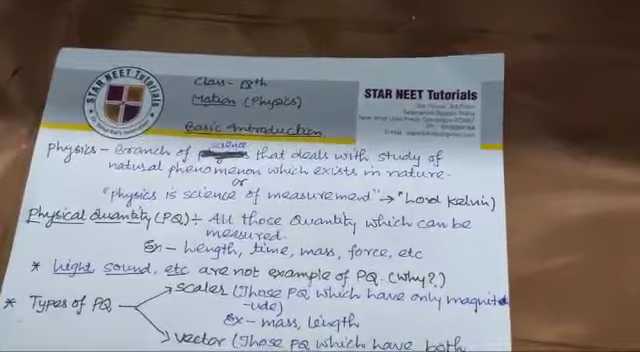 STAR NEET Tutorials
Class- IXth
Motion (Physics)
Basic Introduction
STAR NEET Tutorials
Physics - Branch of science that deals with study of
natural phenomenon which exists in nature.
or
"Physics is science of measurement" → "Lord Kelvin)
Physical Quantity (PQ) ÷ All those Quantity which can be
measured.
Ex - Length, time, mass, force, etc
* Light, sound, etc are not example of PQ. (Why?)
* Types of PQ → scaler (Those PQ which have only magnit
-ude)
Ex - mass, length
→ vector (Those PQ which have both